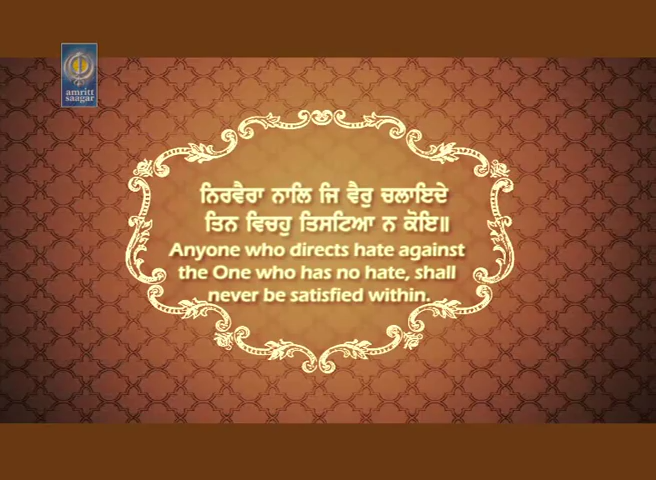 amritt
saagar
ਨਿਰਵੈਰਾ ਨਾਲਿ ਜਿ ਵੈਰੁ ਚਲਾਇਦੇ
ਤਿਨ ਵਿਚਹੁ ਤਿਸਟਿਆ ਨ ਕੋਇ॥
Anyone who directs hate against
the One who has no hate, shall
never be satisfied within.